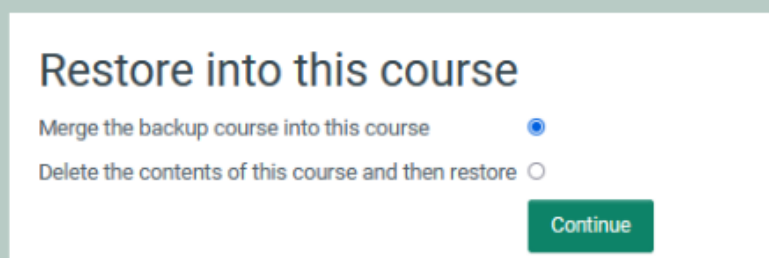 Restore into this course
Merge the backup course into this course
Delete the contents of this course and then restore
Continue